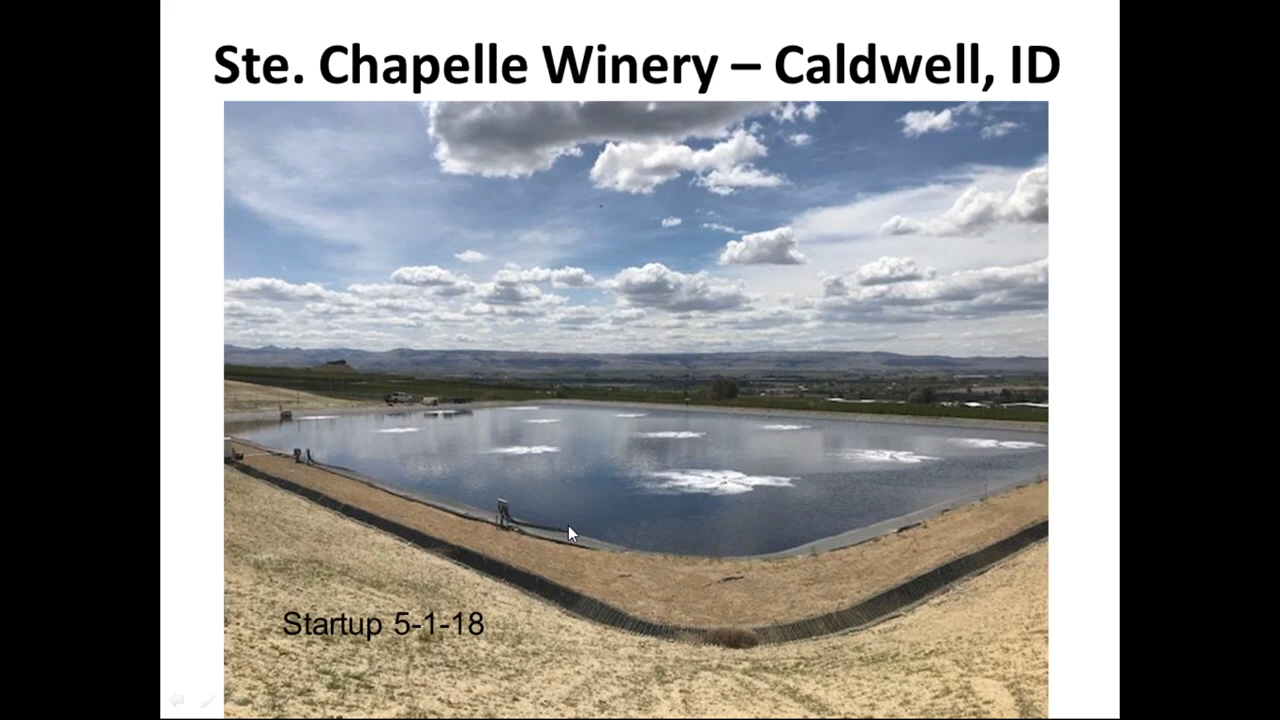 Ste. Chapelle Winery – Caldwell, ID
Startup 5-1-18